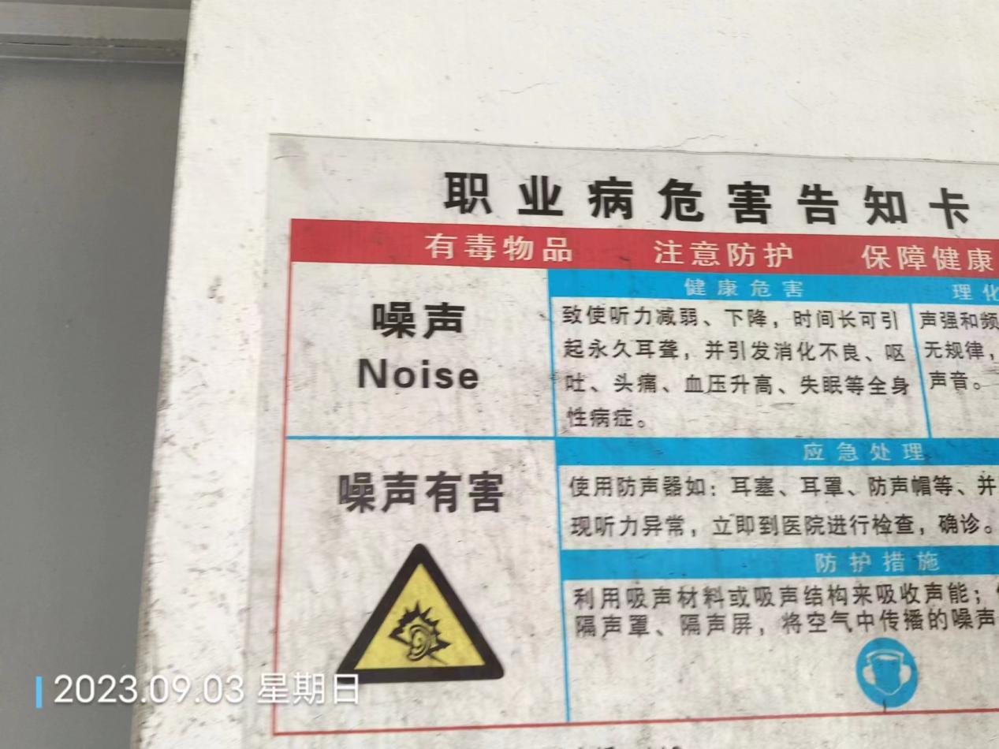 职业病危害告知卡
有毒物品 注意防护 保障健康
噪声
Noise
健康危害
致使听力减弱、下降，时间长可引
起永久耳聋，并引发消化不良、呕
吐、头痛、血压升高、失眠等全身
性病症。
理化
声强和频
无规律，
声音。
噪声有害
应急处理
使用防声器如：耳塞、耳罩、防声帽等、并
现听力异常，立即到医院进行检查，确诊。
防护措施
利用吸声材料或吸声结构来吸收声能；
隔声罩、隔声屏，将空气中传播的噪声
2023.09.03 星期日